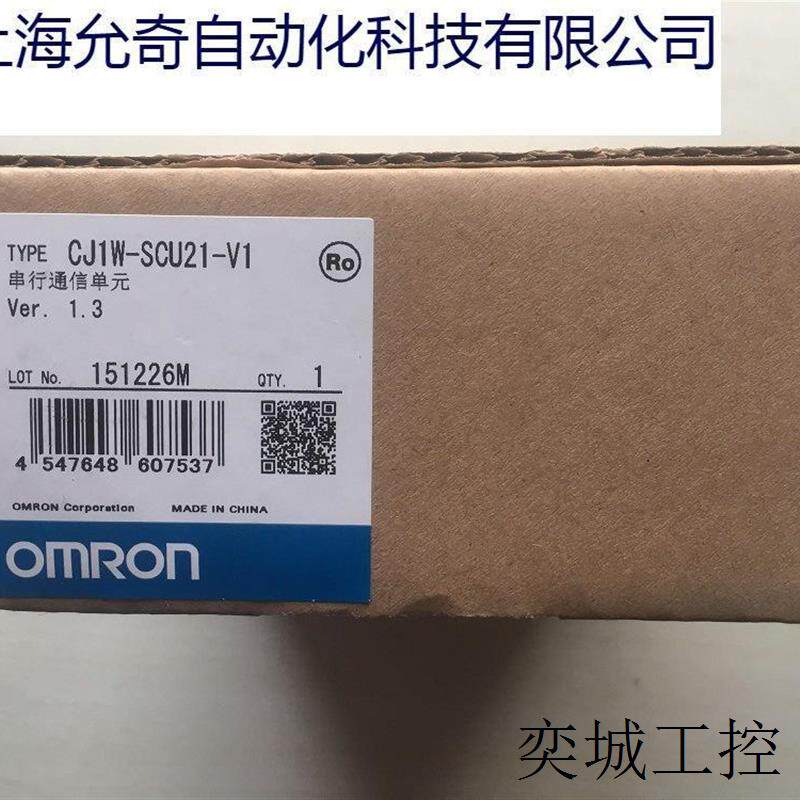 上海允奇自动化科技有限公司
TYPE CJ1W-SCU21-V1
Ro
串行通信单元
Ver. 1.3
LOT No. 151226M QTY. 1
4 547648 607537
OMRON Corporation MADE IN CHINA
OMRON
奕城工控